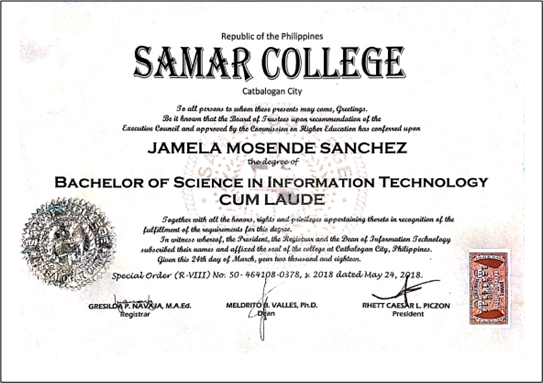 Republic of the Philippines
SAMAR COLLEGE
Catbalogan City
To all persons to whom these presents may come, Greetings.
Be it known that the Board of Trustees upon recommendation of the
Executive Council and approved by the Commission on Higher Education has conferred upon
JAMELA MOSENDE SANCHEZ
the degree of
BACHELOR OF SCIENCE IN INFORMATION TECHNOLOGY
CUM LAUDE
Together with all the honors, rights and privileges appertaining thereto in recognition of the
fulfillment of the requirements for this degree.
In witness whereof, the President, the Registrar and the Dean of Information Technology
subscribed their names and affixed the seal of the college at Catbalogan City, Philippines.
Given this 24th day of March, year two thousand and eighteen.
Special Order (R-VIII) No: 50- 464108-0378, s 2018 dated May 24, 2018.
GRESILDA P. NAVAJA, M.A.Ed. MELDRITO B. VALLES, Ph.D. RHETT CAESAR L. PICZON
Registrar Dean President